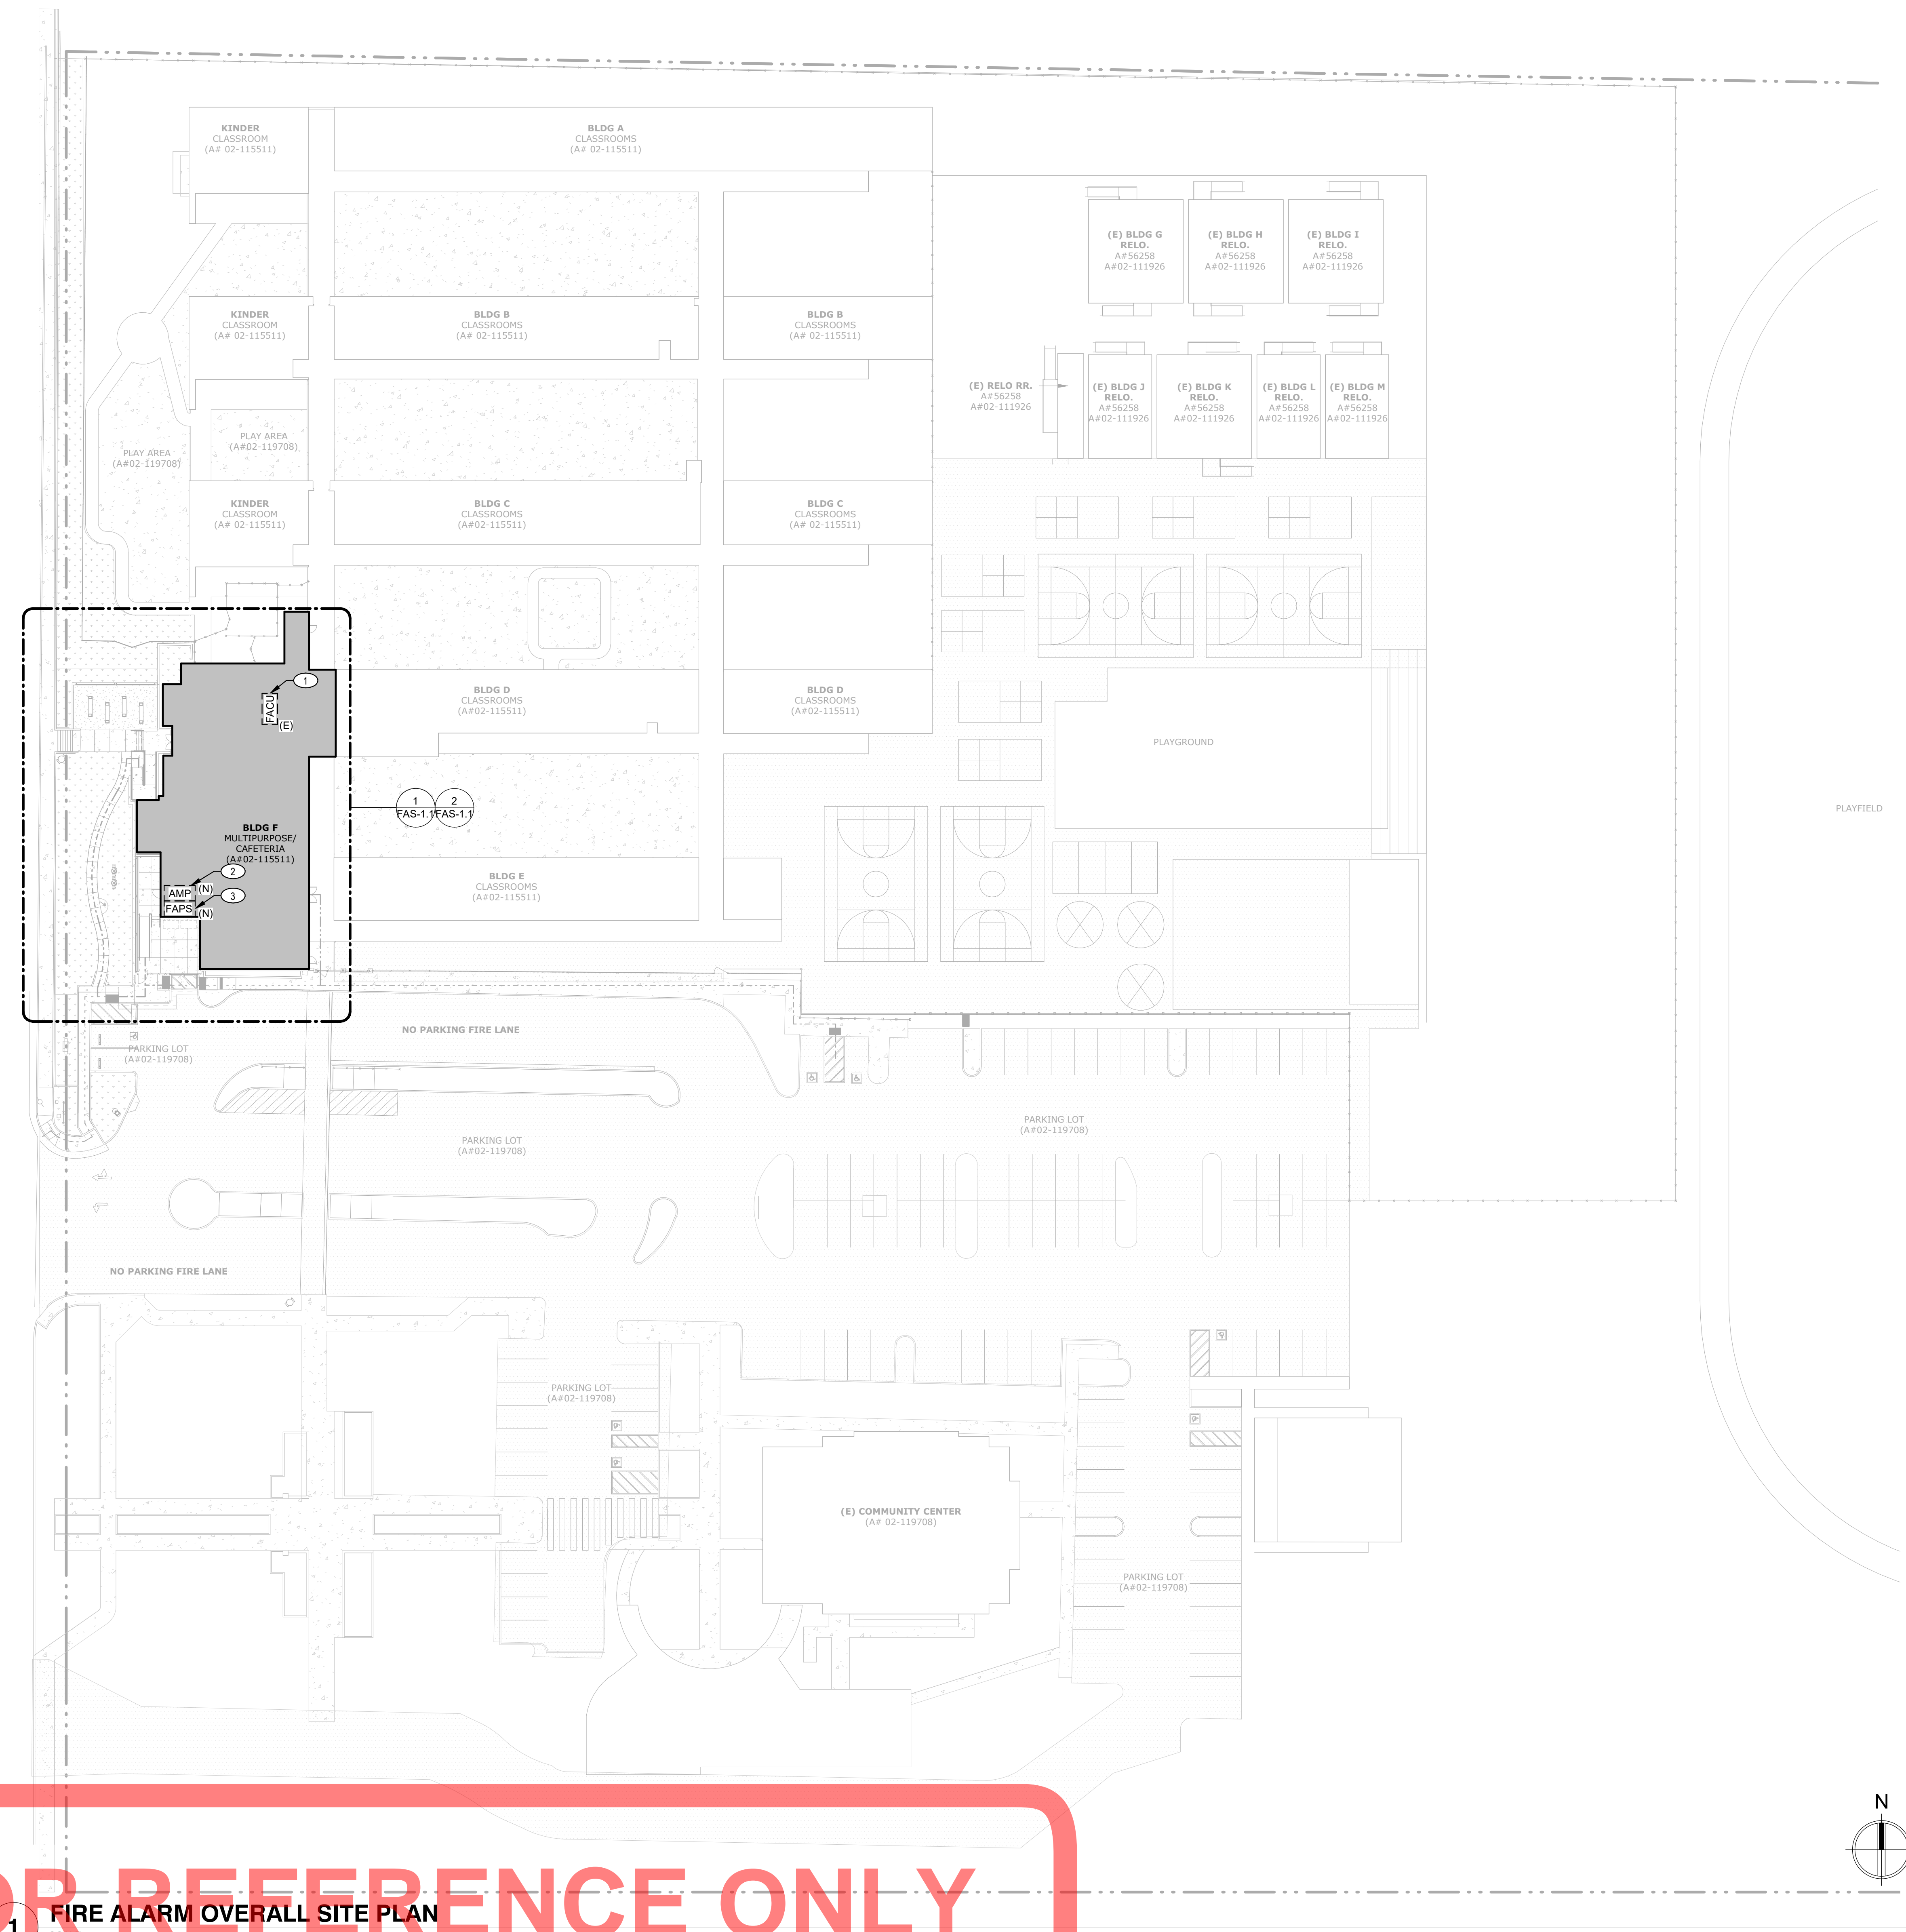 KINDER
CLASSROOM
(A# 02-115511)
BLDG A
CLASSROOMS
(A# 02-115511)
(E) BLDG G
RELO.
A#56258
A#02-111926
(E) BLDG H
RELO.
A#56258
A#02-111926
(E) BLDG I
RELO.
A#56258
A#02-111926
KINDER
CLASSROOM
(A# 02-115511)
BLDG B
CLASSROOMS
(A# 02-115511)
BLDG B
CLASSROOMS
(A# 02-115511)
(E) RELO RR.
A#56258
A#02-111926
(E) BLDG J
RELO.
A#56258
A#02-111926
(E) BLDG K
RELO.
A#56258
A#02-111926
(E) BLDG L
RELO.
A#56258
A#02-111926
(E) BLDG M
RELO.
A#56258
A#02-111926
PLAY AREA
(A#02-119708)
PLAY AREA
(A#02-119708)
KINDER
CLASSROOM
(A# 02-115511)
BLDG C
CLASSROOMS
(A#02-115511)
BLDG C
CLASSROOMS
(A# 02-115511)
1
FACU
(E)
BLDG D
CLASSROOMS
(A#02-115511)
BLDG D
CLASSROOMS
(A#02-115511)
PLAYGROUND
PLAYFIELD
1
FAS-1.1
2
FAS-1.1
BLDG F
MULTIPURPOSE/
CAFETERIA
(A#02-115511)
2
AMP
(N)
3
FAPS
(N)
BLDG E
CLASSROOMS
(A#02-115511)
NO PARKING FIRE LANE
PARKING LOT
(A#02-119708)
PARKING LOT
(A#02-119708)
PARKING LOT
(A#02-119708)
NO PARKING FIRE LANE
PARKING LOT
(A#02-119708)
(E) COMMUNITY CENTER
(A# 02-119708)
PARKING LOT
(A#02-119708)
N
OR REFERENCE ONLY
1
FIRE ALARM OVERALL SITE PLAN